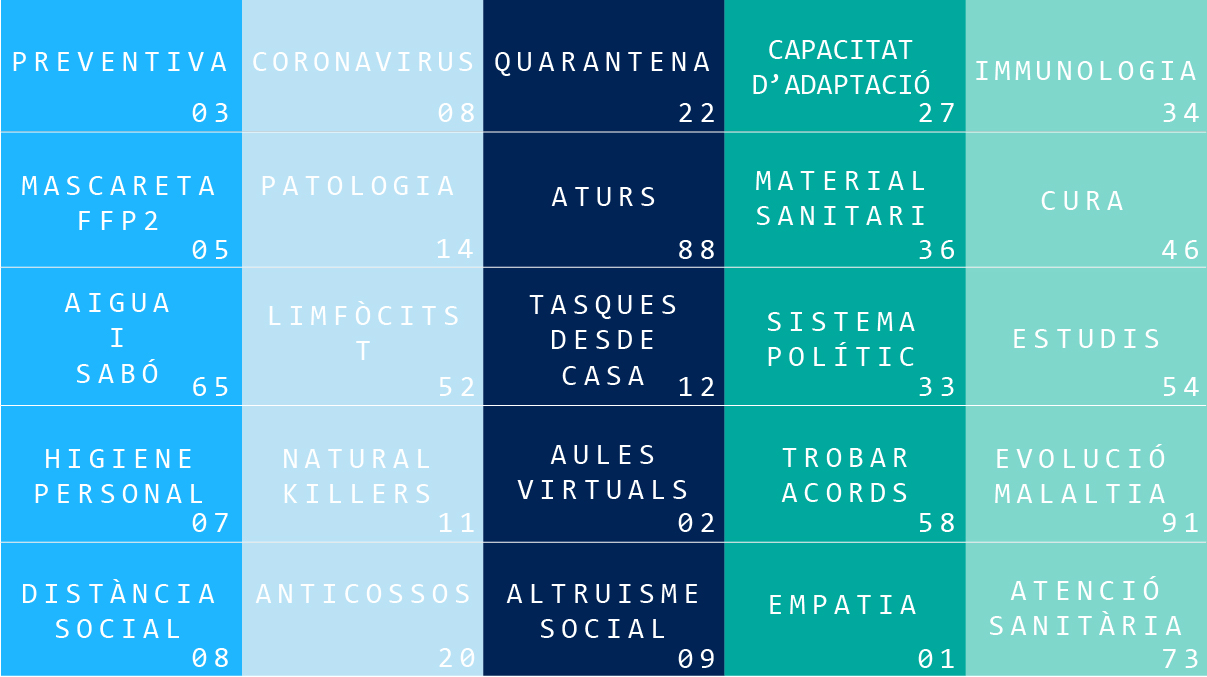 PREVENTIVA
03
CORONAVIRUS
08
QUARANTENA
22
CAPACITAT
D’ADAPTACIÓ
27
IMMUNOLOGIA
34
MASCARETA
FFP2
05
PATOLOGIA
14
ATURS
88
MATERIAL
SANITARI
36
CURA
46
AIGUA
I
SABÓ
65
LIMFÒCITS
T
52
TASQUES
DESDE
CASA
12
SISTEMA
POLÍTIC
33
ESTUDIS
54
HIGIENE
PERSONAL
07
NATURAL
KILLERS
11
AULES
VIRTUALS
02
TROBAR
ACORDS
58
EVOLUCIÓ
MALALTIA
91
DISTÀNCIA
SOCIAL
08
ANTICOSSOS
20
ALTRUISME
SOCIAL
09
EMPATIA
01
ATENCIÓ
SANITÀRIA
73